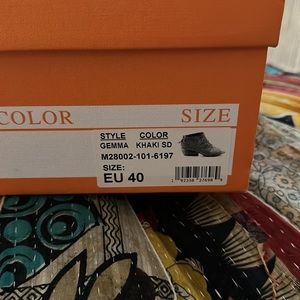 COLOR SIZE
STYLE COLOR
GEMMA KHAKI SD
M28002-101-6197
SIZE:
EU 40